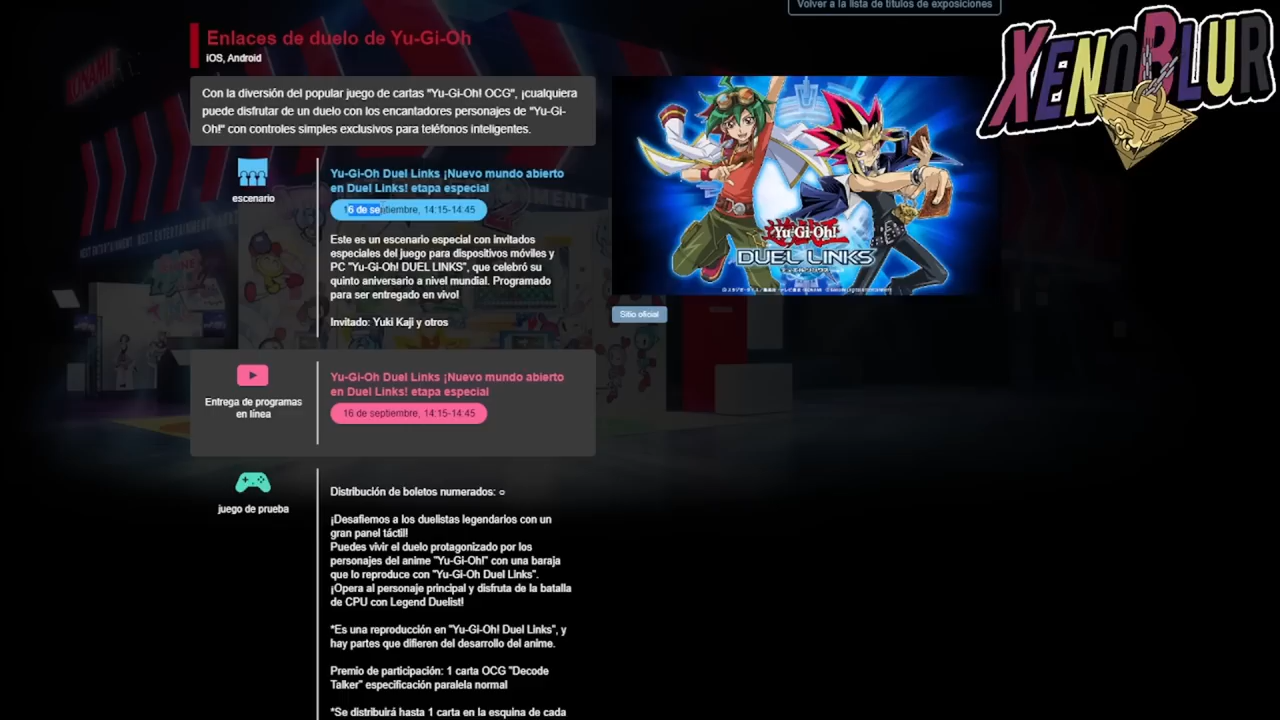 Volver a la lista de títulos de exposiciones
XENOBLUR
Enlaces de duelo de Yu-Gi-Oh
iOS, Android
Con la diversión del popular juego de cartas "Yu-Gi-Oh! OCG", ¡cualquiera
puede disfrutar de un duelo con los encantadores personajes de "Yu-Gi-
Oh!" con controles simples exclusivos para teléfonos inteligentes.
escenario
Yu-Gi-Oh Duel Links ¡Nuevo mundo abierto
en Duel Links! etapa especial
16 de septiembre, 14:15-14:45
Este es un escenario especial con invitados
especiales del juego para dispositivos móviles y
PC "Yu-Gi-Oh! DUEL LINKS", que celebró su
quinto aniversario a nivel mundial. Programado
para ser entregado en vivo!
Invitado: Yuki Kaji y otros
Yu-Gi-Oh!
DUEL LINKS
Sitio oficial
Entrega de programas
en línea
Yu-Gi-Oh Duel Links ¡Nuevo mundo abierto
en Duel Links! etapa especial
16 de septiembre, 14:15-14:45
juego de prueba
Distribución de boletos numerados: ○
¡Desafiemos a los duelistas legendarios con un
gran panel táctil!
Puedes vivir el duelo protagonizado por los
personajes del anime "Yu-Gi-Oh!" con una baraja
que lo reproduce con "Yu-Gi-Oh Duel Links".
¡Opera al personaje principal y disfruta de la batalla
de CPU con Legend Duelist!
*Es una reproducción en "Yu-Gi-Oh! Duel Links", y
hay partes que difieren del desarrollo del anime.
Premio de participación: 1 carta OCG "Decode
Talker" especificación paralela normal
*Se distribuirá hasta 1 carta en la esquina de cada